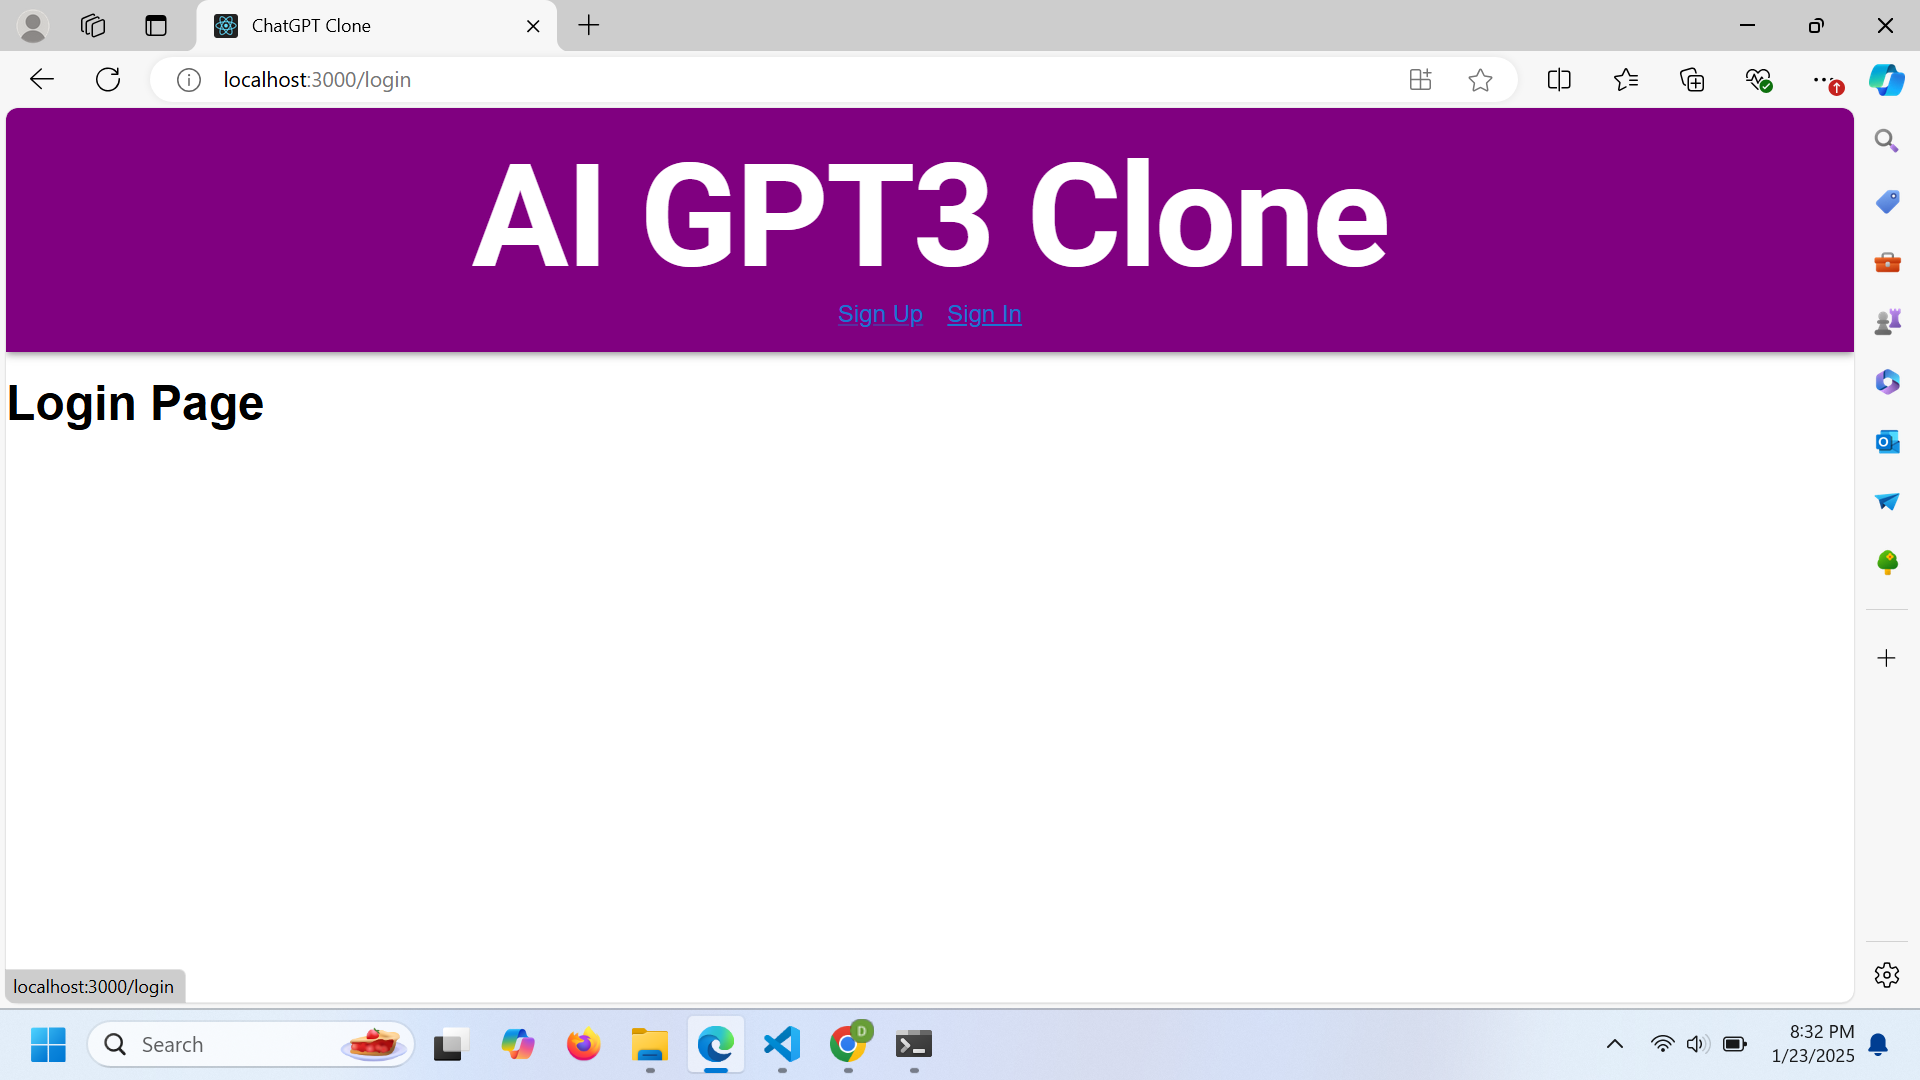 ChatGPT Clone
localhost:3000/login
AI GPT3 Clone
Sign Up Sign In
Login Page
localhost:3000/login
Search
D
8:32 PM
1/23/2025